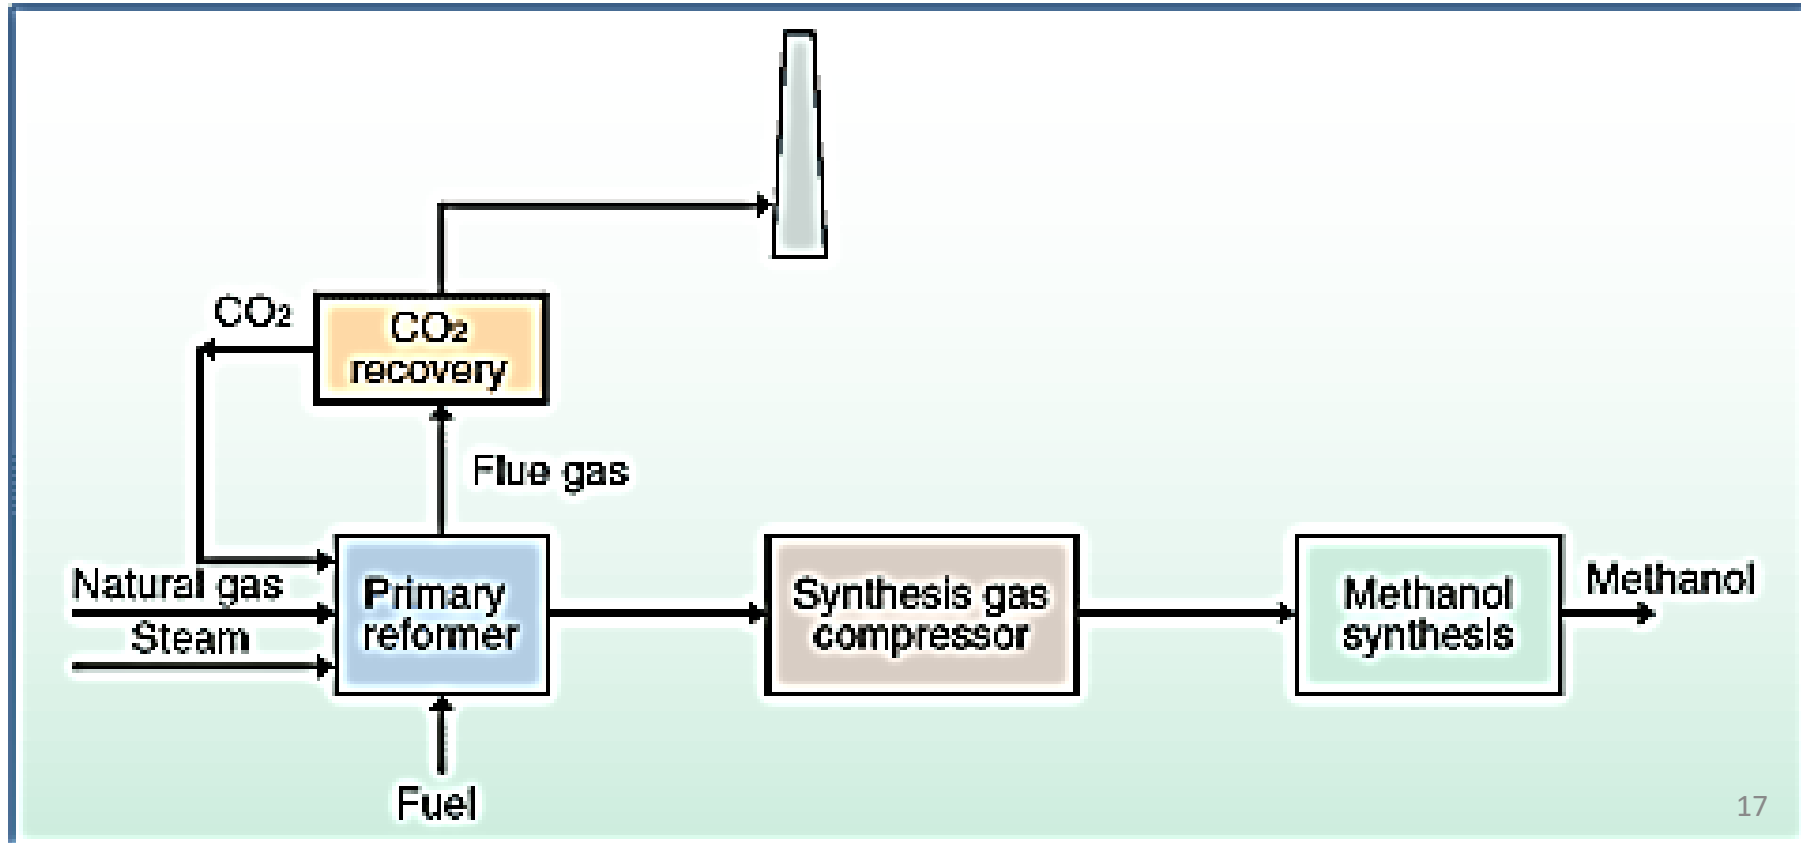 CO2
CO2
recovery
Flue gas
Natural gas
Steam
Primary
reformer
Synthesis gas
compressor
Methanol
synthesis
Methanol
Fuel
17